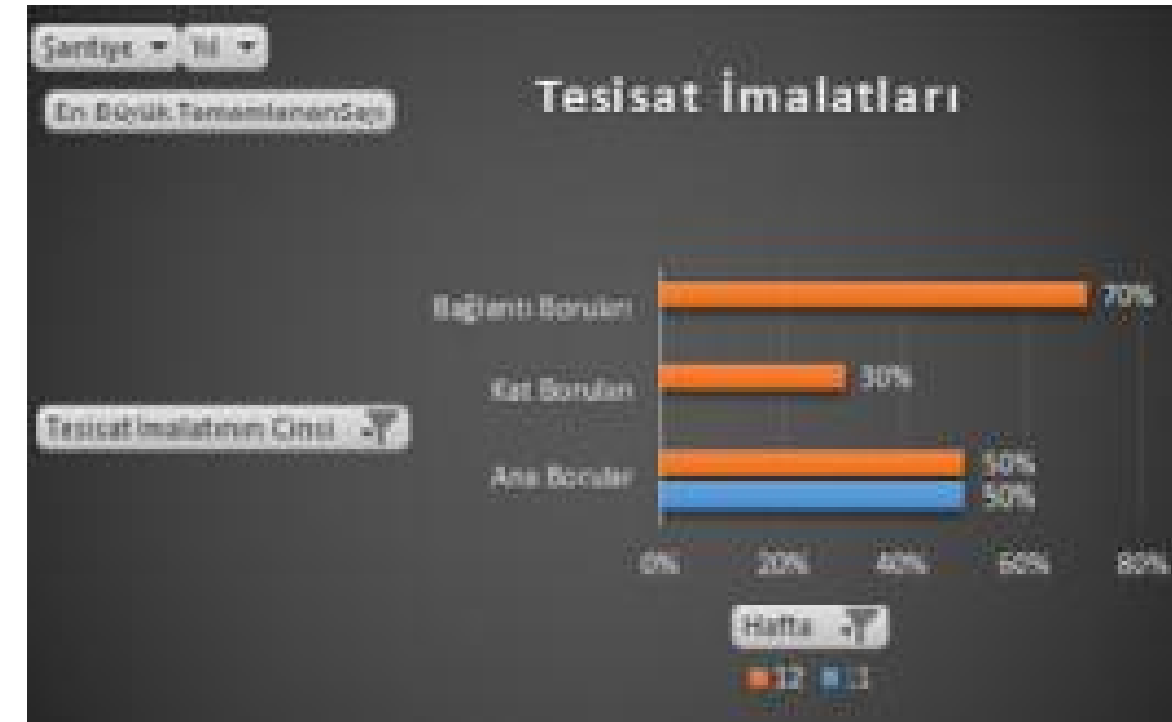 Şantiye Yıl
En Büyük TamamlananSayı
Tesisat İmalatları
Bağlantı Boruları 70%
Kat Boruları 30%
Tesisat İmalatının Cinsi
Ana Borular 50%
50%
0% 20% 40% 60% 80%
Hafta
12